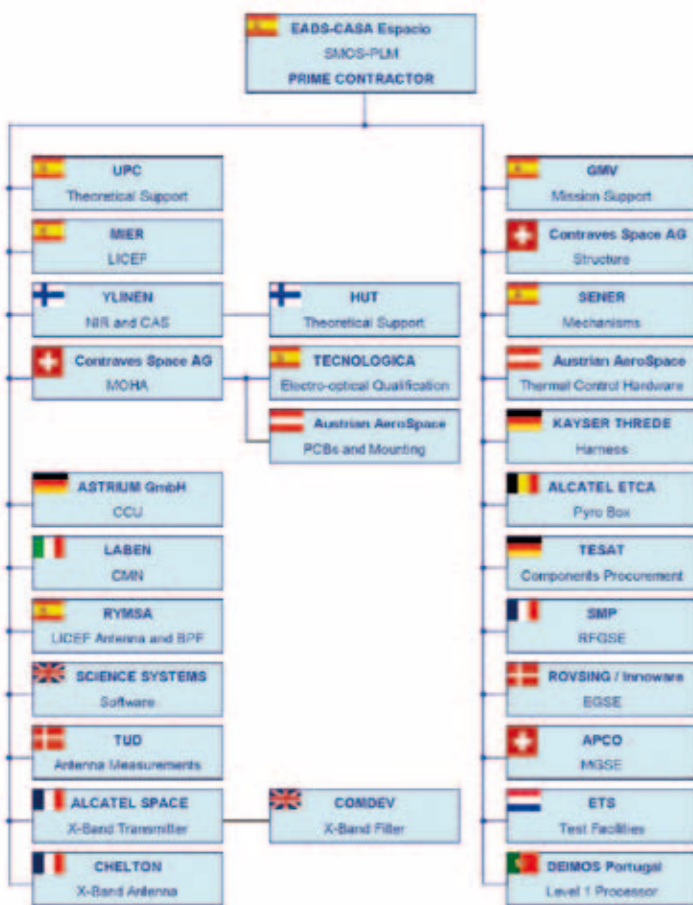 EADS-CASA Espacio
SMOS-PLM
PRIME CONTRACTOR
UPC
Theoretical Support
MIER
LICEF
YLINEN
NIR and CAS
HUT
Theoretical Support
Contraves Space AG
MOHA
TECNOLOGICA
Electro-optical Qualification
Austrian AeroSpace
PCBs and Mounting
ASTRIUM GmbH
CCU
LABEN
CMN
RYMSA
LICEF Antenna and BPF
SCIENCE SYSTEMS
Software
TUD
Antenna Measurements
ALCATEL SPACE
X-Band Transmitter
COMDEV
X-Band Filter
CHELTON
X-Band Antenna
GMV
Mission Support
Contraves Space AG
Structure
SENER
Mechanisms
Austrian AeroSpace
Thermal Control Hardware
KAYSER THREDE
Harness
ALCATEL ETCA
Pyro Box
TESAT
Components Procurement
SMP
RFGSE
ROVSING / Innoware
EGSE
APCO
MGSE
ETS
Test Facilities
DEIMOS Portugal
Level 1 Processor